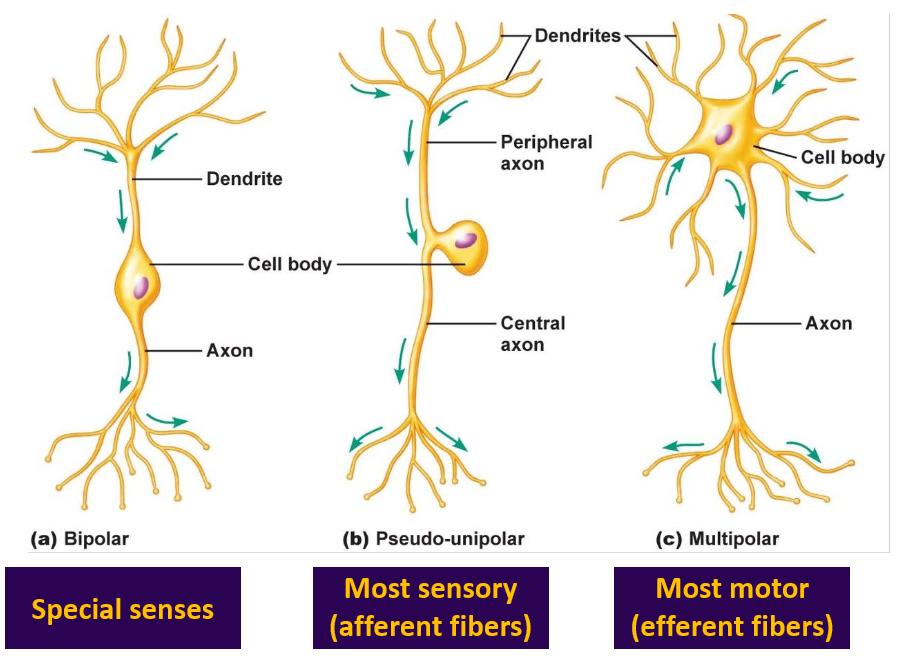 Dendrites
Peripheral
axon
Cell body
Dendrite
Cell body
Central
axon
Axon
Axon
(a) Bipolar
(b) Pseudo-unipolar
(c) Multipolar
Special senses
Most sensory
(afferent fibers)
Most motor
(efferent fibers)